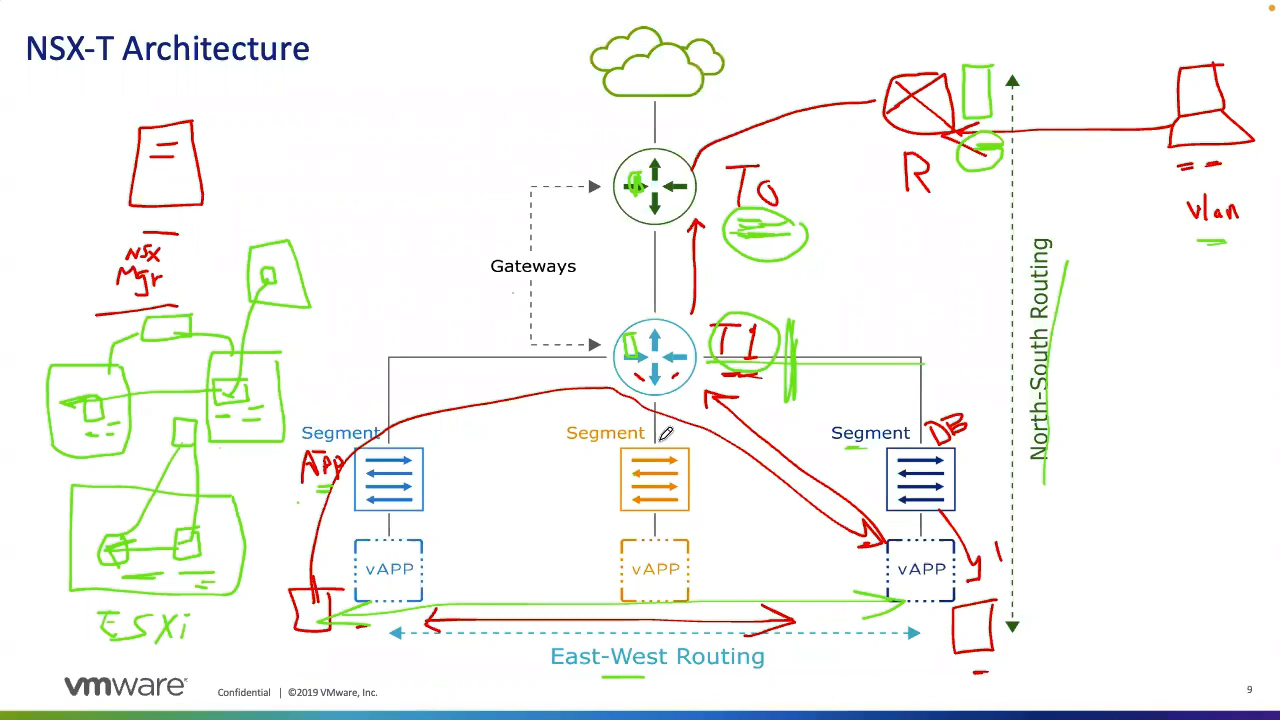 NSX-T Architecture
R
vlan
T0
NSX
Mgr
Gateways
T1
North-South Routing
Segment
Segment
Segment
DB
App
vAPP
vAPP
vAPP
ESXi
East-West Routing
vmware®
Confidential | ©2019 VMware, Inc.
9